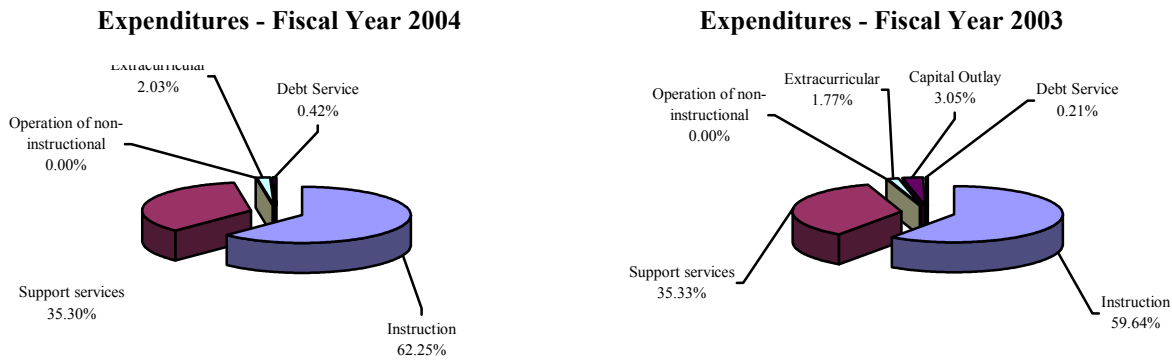 Expenditures - Fiscal Year 2004
Extracurricular
2.03%
Debt Service
0.42%
Operation of non-
instructional
0.00%
Support services
35.30%
Instruction
62.25%
Expenditures - Fiscal Year 2003
Extracurricular
1.77%
Capital Outlay
3.05%
Debt Service
0.21%
Operation of non-
instructional
0.00%
Support services
35.33%
Instruction
59.64%